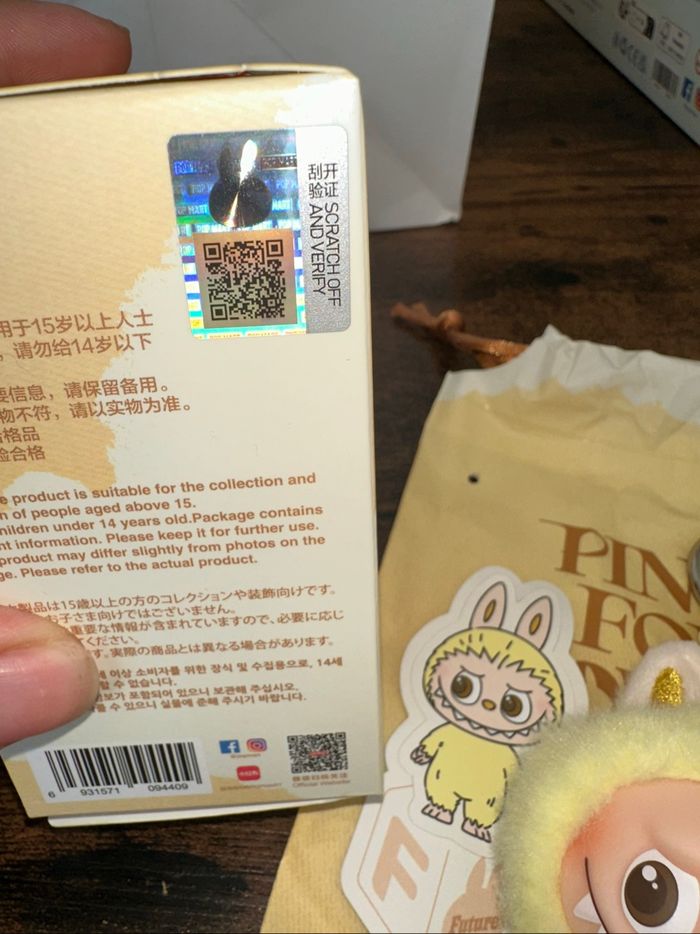 开证 SCRATCH OFF
刮验 AND VERIFY
POP MART
用于15岁以上人士
，请勿给14岁以下
要信息，请保留备用。
物不符，请以实物为准。
格品
验合格
e product is suitable for the collection and
n of people aged above 15.
hildren under 14 years old.Package contains
nt information. Please keep it for further use.
product may differ slightly from photos on the
ge. Please refer to the actual product.
製品は15歳以上の方のコレクションや装飾向けです。
お子さま向けではございません。
重要な情報が含まれていますので、必要に応じ
ください。
す。実際の商品とは異なる場合があります。
이상 소비자를 위한 장식 및 수집용으로, 14세
할 수 없습니다.
정보가 포함되어 있으니 보관해 주십시오.
를 수 있으니 실물에 준해 주시기 바랍니다.
6 931571 094409
小红书
Official Website
PIN
FO
F
Future